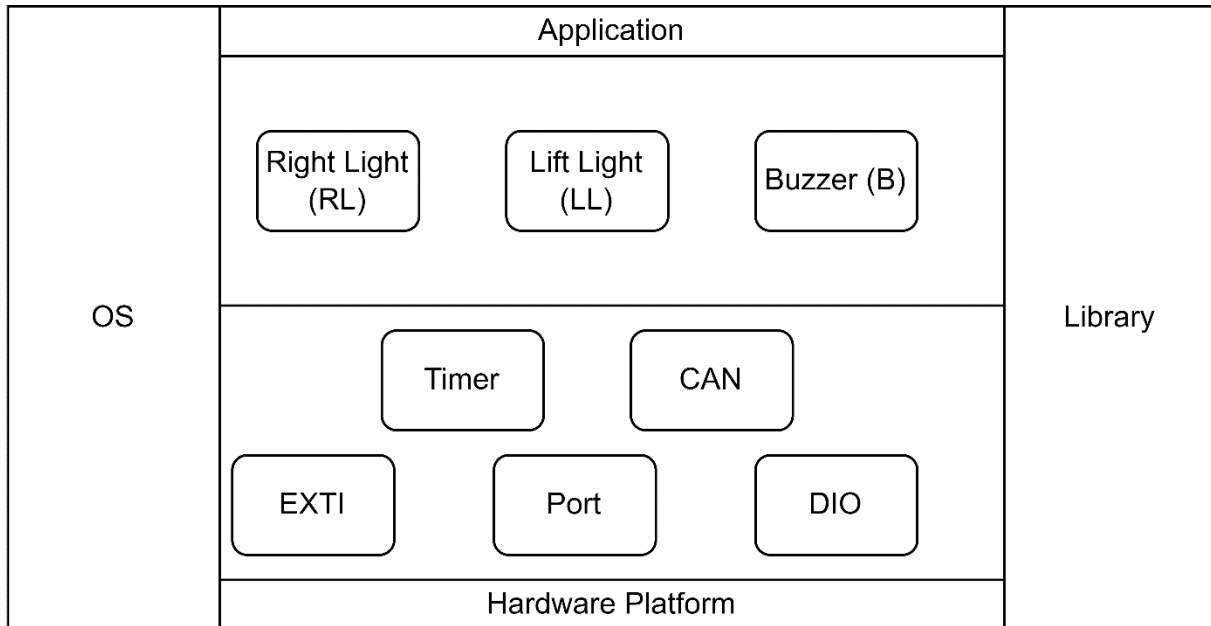 Application
Right Light
(RL)
Lift Light
(LL)
Buzzer (B)
OS
Library
Timer
CAN
EXTI
Port
DIO
Hardware Platform